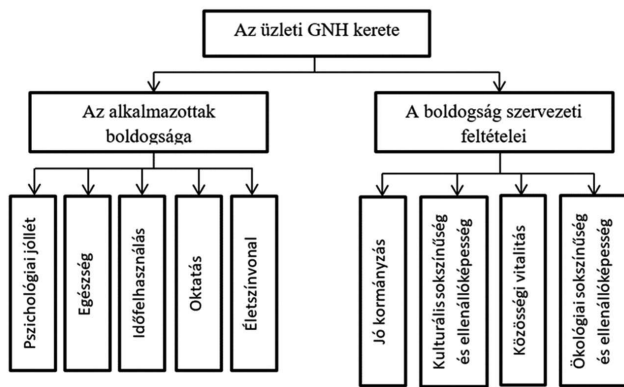 Az üzleti GNH kerete
Az alkalmazottak
boldogsága
A boldogság szervezeti
feltételei
Pszichológiai jóllét
Egészség
Időfelhasználás
Oktatás
Életszínvonal
Jó kormányzás
Kulturális sokszínűség
és ellenállóképesség
Közösségi vitalitás
Ökológiai sokszínűség
és ellenállóképesség